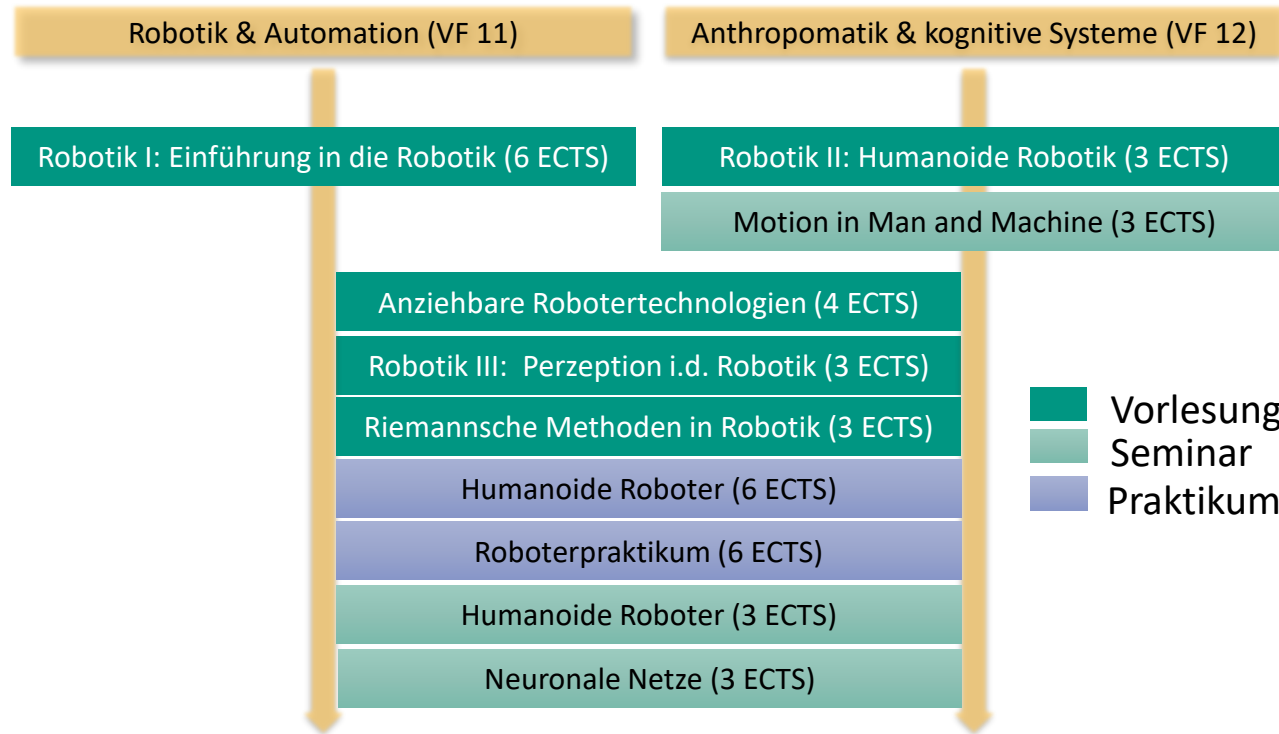 Robotik & Automation (VF 11)
Anthropomatik & kognitive Systeme (VF 12)
Robotik I: Einführung in die Robotik (6 ECTS)
Robotik II: Humanoide Robotik (3 ECTS)
Motion in Man and Machine (3 ECTS)
Anziehbare Robotertechnologien (4 ECTS)
Robotik III: Perzeption i.d. Robotik (3 ECTS)
Riemannsche Methoden in Robotik (3 ECTS)
Humanoide Roboter (6 ECTS)
Roboterpraktikum (6 ECTS)
Humanoide Roboter (3 ECTS)
Neuronale Netze (3 ECTS)
Vorlesung
Seminar
Praktikum